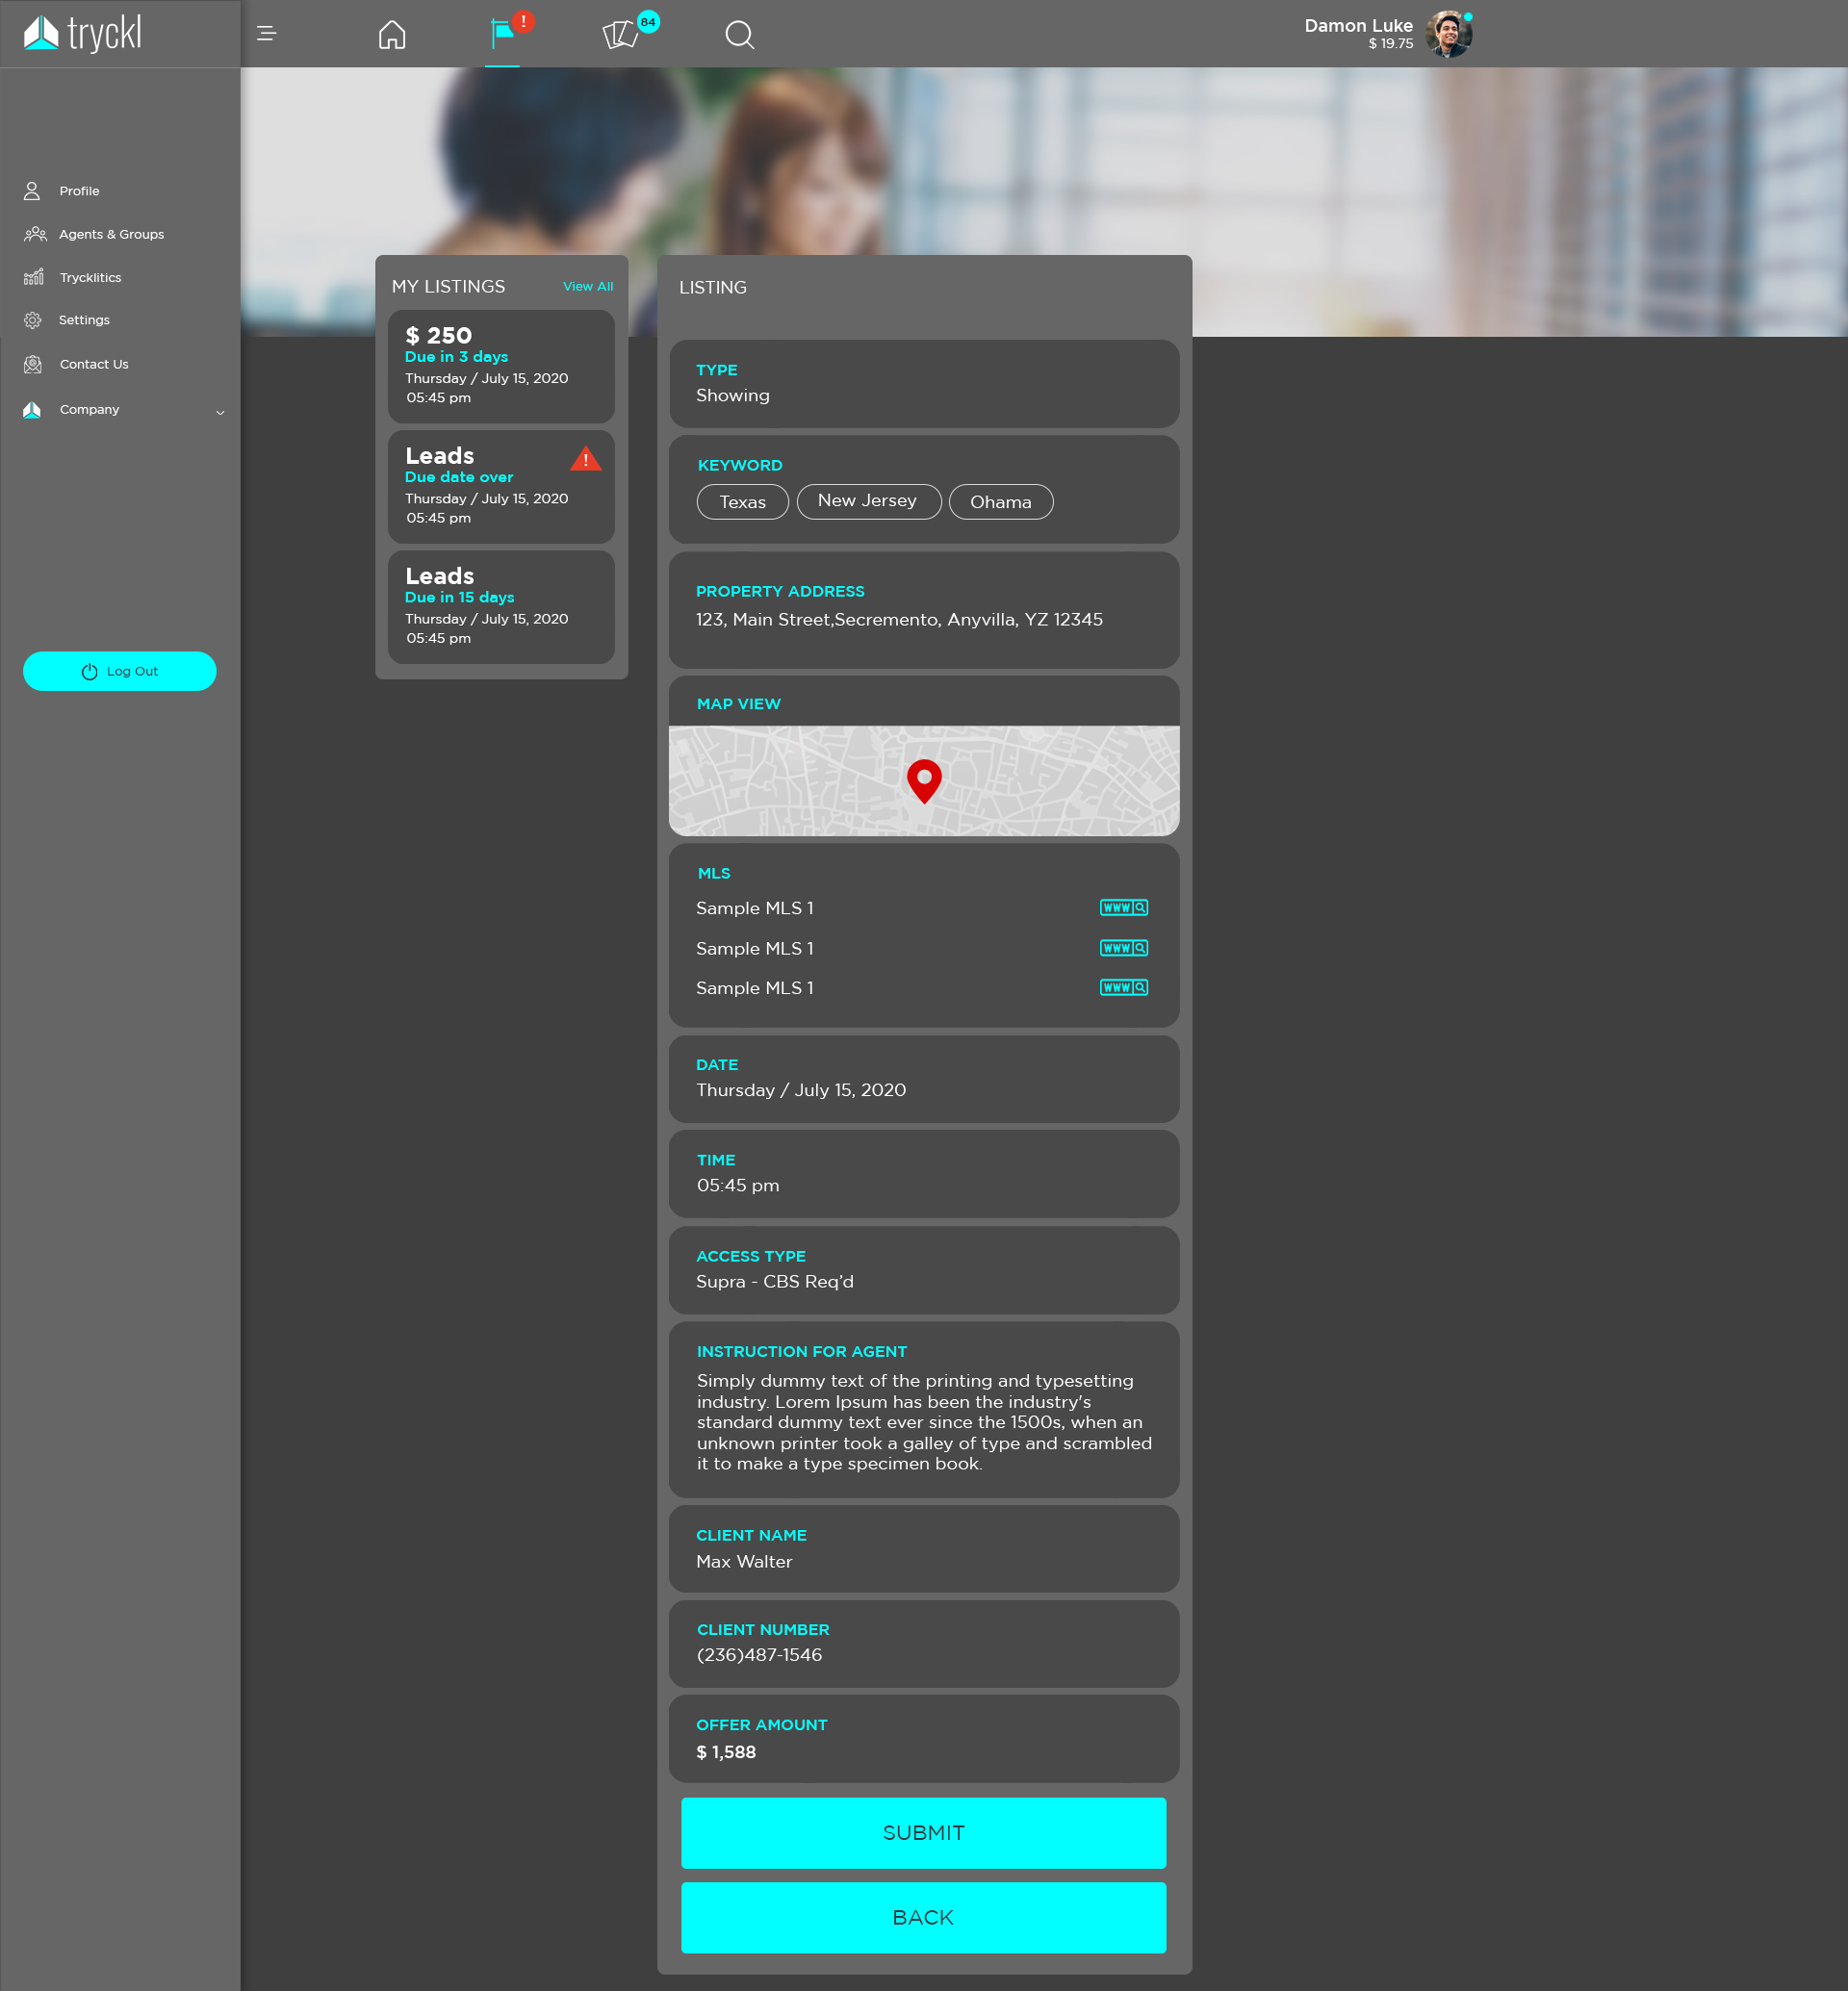 tryckl
!
84
Damon Luke
$ 19.75
Profile
Agents & Groups
Trycklitics
Settings
Contact Us
Company
Log Out
MY LISTINGS
View All
$ 250
Due in 3 days
Thursday / July 15, 2020
05:45 pm
Leads
!
Due date over
Thursday / July 15, 2020
05:45 pm
Leads
Due in 15 days
Thursday / July 15, 2020
05:45 pm
LISTING
TYPE
Showing
KEYWORD
Texas
New Jersey
Ohama
PROPERTY ADDRESS
123, Main Street,Secremento, Anyvilla, YZ 12345
MAP VIEW
MLS
Sample MLS 1
WWW
Sample MLS 1
WWW
Sample MLS 1
WWW
DATE
Thursday / July 15, 2020
TIME
05:45 pm
ACCESS TYPE
Supra - CBS Req’d
INSTRUCTION FOR AGENT
Simply dummy text of the printing and typesetting
industry. Lorem Ipsum has been the industry's
standard dummy text ever since the 1500s, when an
unknown printer took a galley of type and scrambled
it to make a type specimen book.
CLIENT NAME
Max Walter
CLIENT NUMBER
(236)487-1546
OFFER AMOUNT
$ 1,588
SUBMIT
BACK